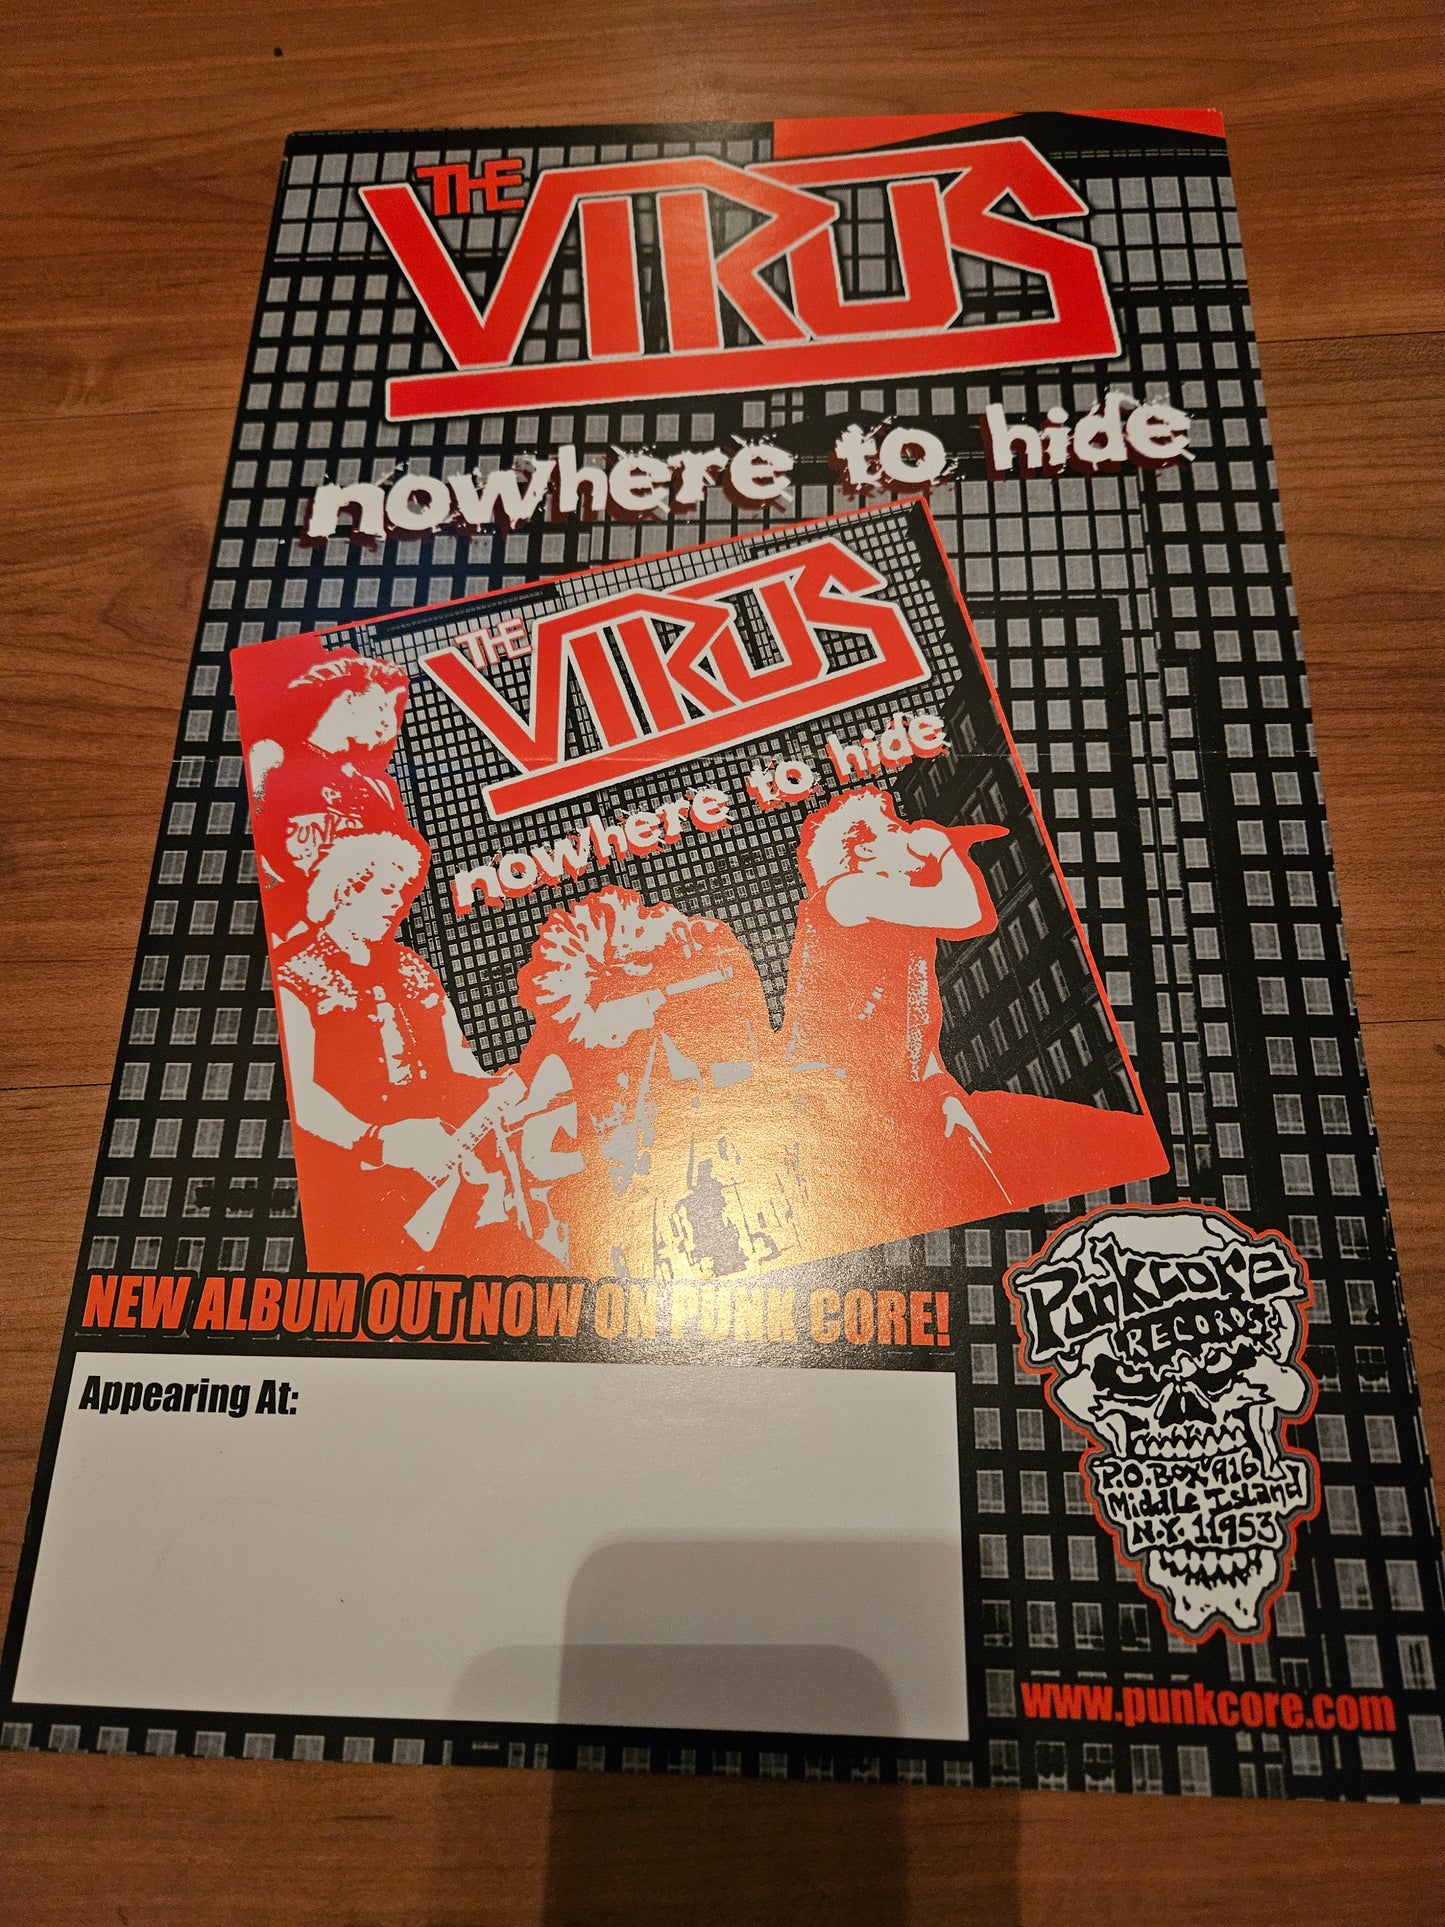 THE
VIRUS
nowhere to hide
THE
VIRUS
nowhere to hide
PUNK
NEW ALBUM OUT NOW ON PUNK CORE!
Appearing At:
Punkcore
RECORDS
P.O. Box 916
Middle Island
N.Y. 11953
www.punkcore.com